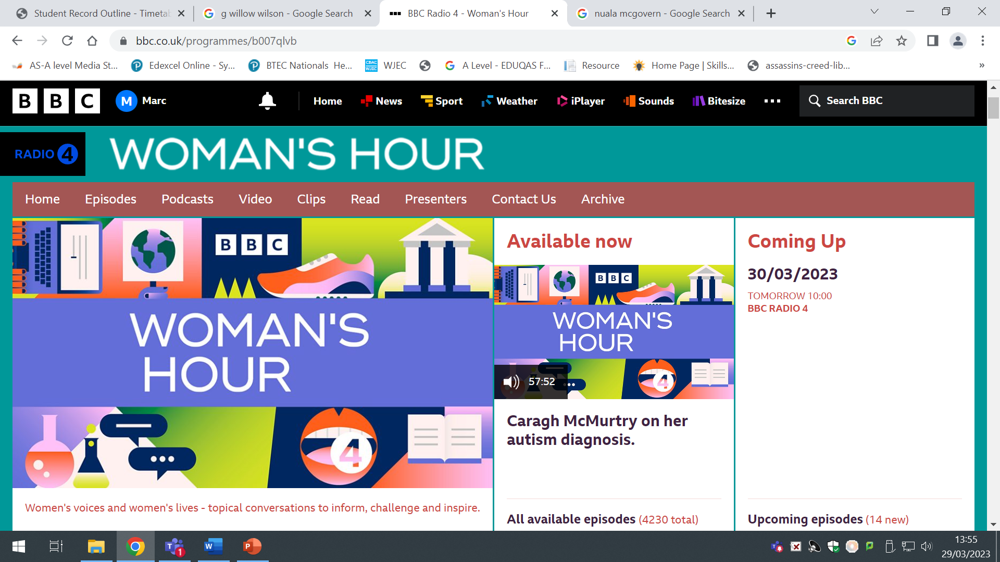 Student Record Outline - Timetab
g willow wilson - Google Search
BBC Radio 4 - Woman's Hour
nuala mcgovern - Google Search
bbc.co.uk/programmes/b007qlvb
AS-A level Media St...
Edexcel Online - Sy...
BTEC Nationals He...
WJEC
A Level - EDUQAS F...
Resource
Home Page | Skills...
assassins-creed-lib...
»
BBC
M Marc
Home
News
Sport
Weather
iPlayer
Sounds
Bitesize
Search BBC
RADIO 4
WOMAN'S HOUR
Home Episodes Podcasts Video Clips Read Presenters Contact Us Archive
BBC
WOMAN'S
HOUR
4
Women's voices and women's lives - topical conversations to inform, challenge and inspire.
Available now
BBC
WOMAN'S
HOUR
4
57:52
Caragh McMurtry on her
autism diagnosis.
All available episodes (4230 total)
Coming Up
30/03/2023
TOMORROW 10:00
BBC RADIO 4
Upcoming episodes (14 new)
T 1
W
P
13:55
29/03/2023